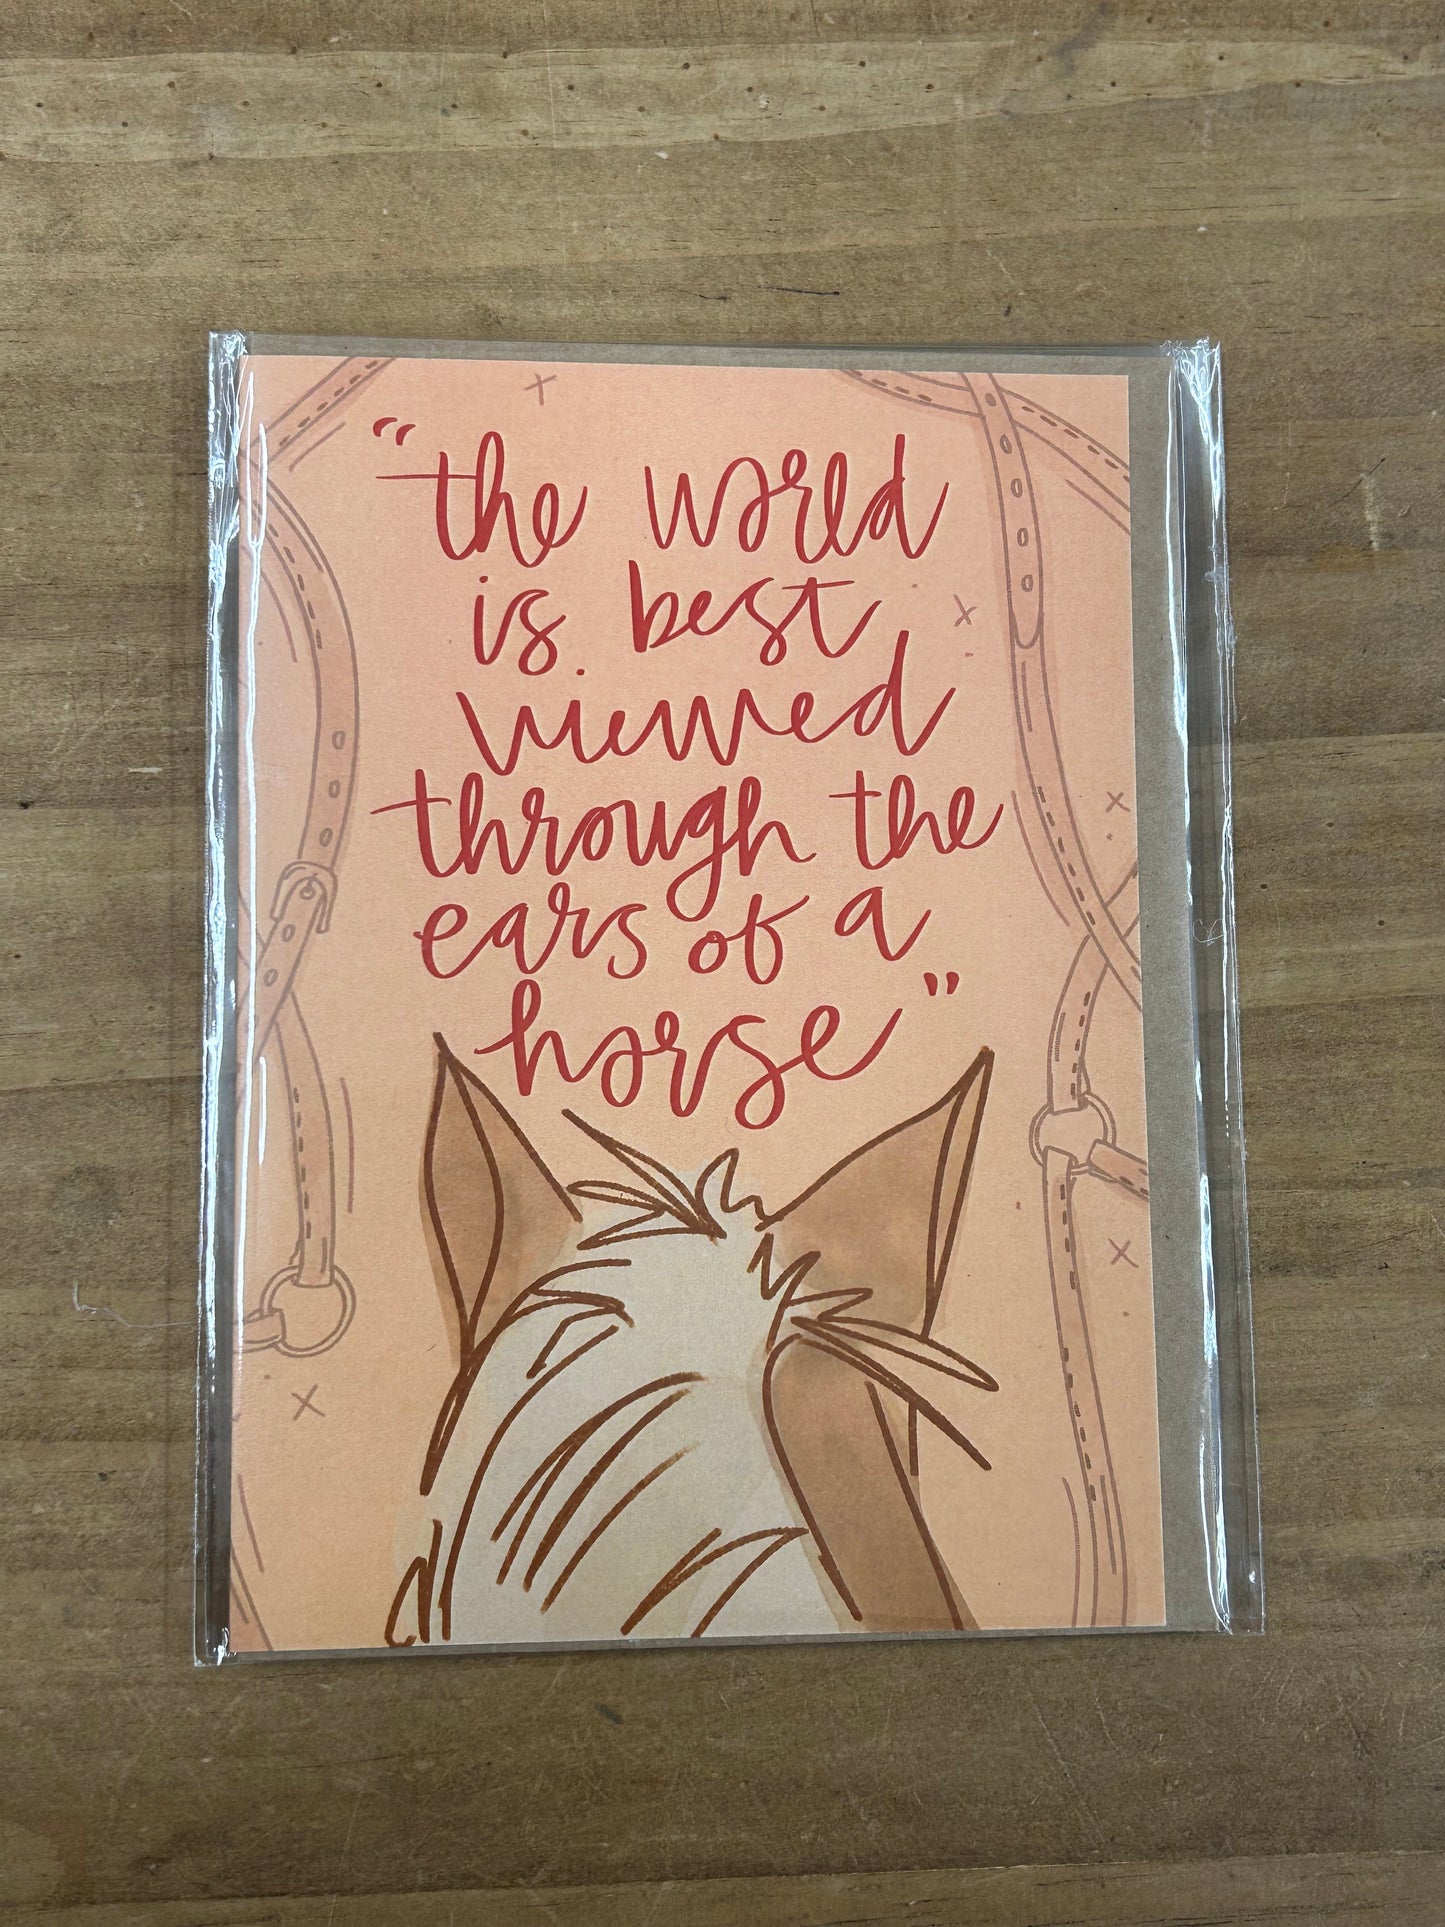 "the world
is best
viewed
through the
ears of a
horse"